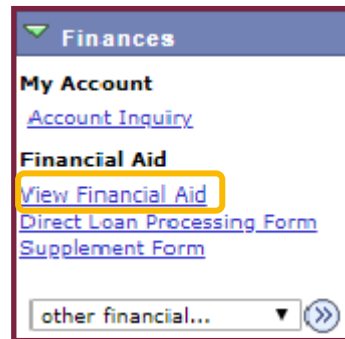 Finances
My Account
Account Inquiry
Financial Aid
View Financial Aid
Direct Loan Processing Form
Supplement Form
other financial...